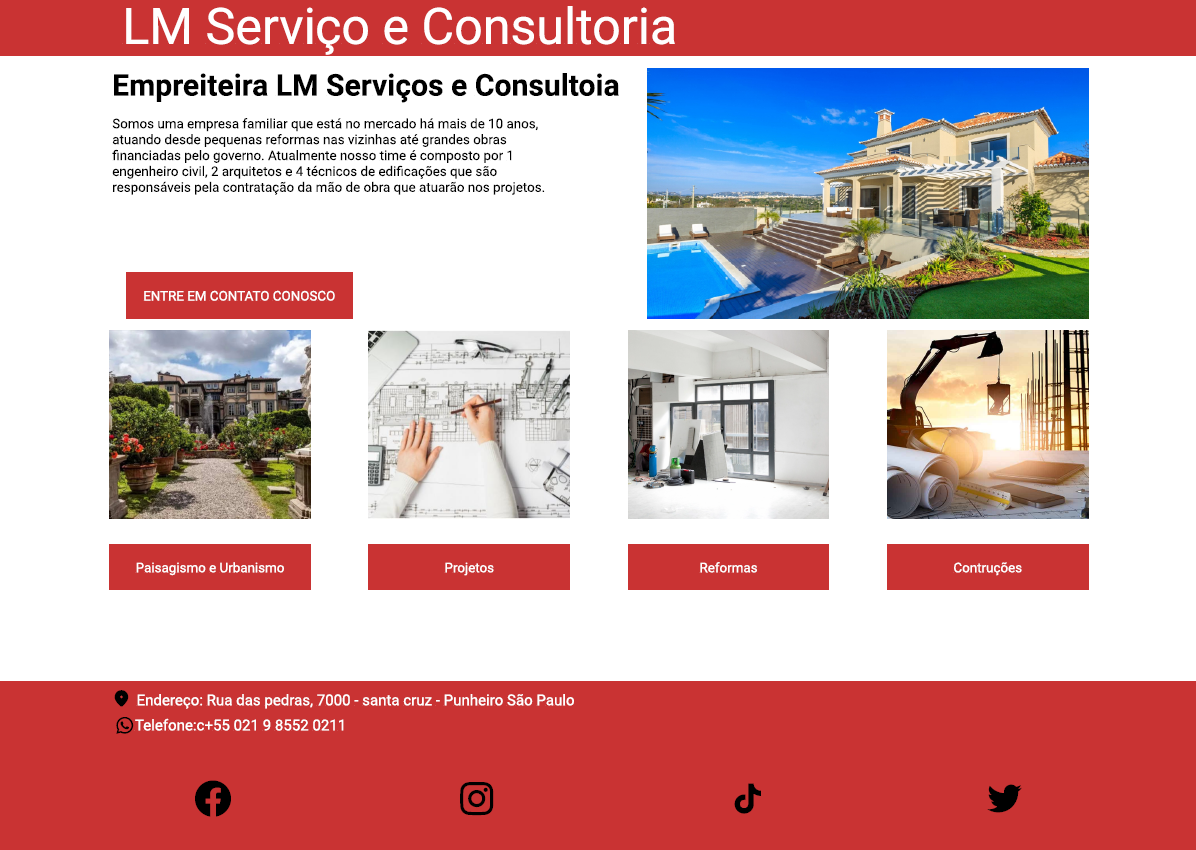 LM Serviço e Consultoria
Empreiteira LM Serviços e Consultoia
Somos uma empresa familiar que está no mercado há mais de 10 anos,
atuando desde pequenas reformas nas vizinhas até grandes obras
financiadas pelo governo. Atualmente nosso time é composto por 1
engenheiro civil, 2 arquitetos e 4 técnicos de edificações que são
responsáveis pela contratação da mão de obra que atuarão nos projetos.
ENTRE EM CONTATO CONOSCO
Paisagismo e Urbanismo
Projetos
Reformas
Contruções
Endereço: Rua das pedras, 7000 - santa cruz - Punheiro São Paulo
Telefone:c+55 021 9 8552 0211